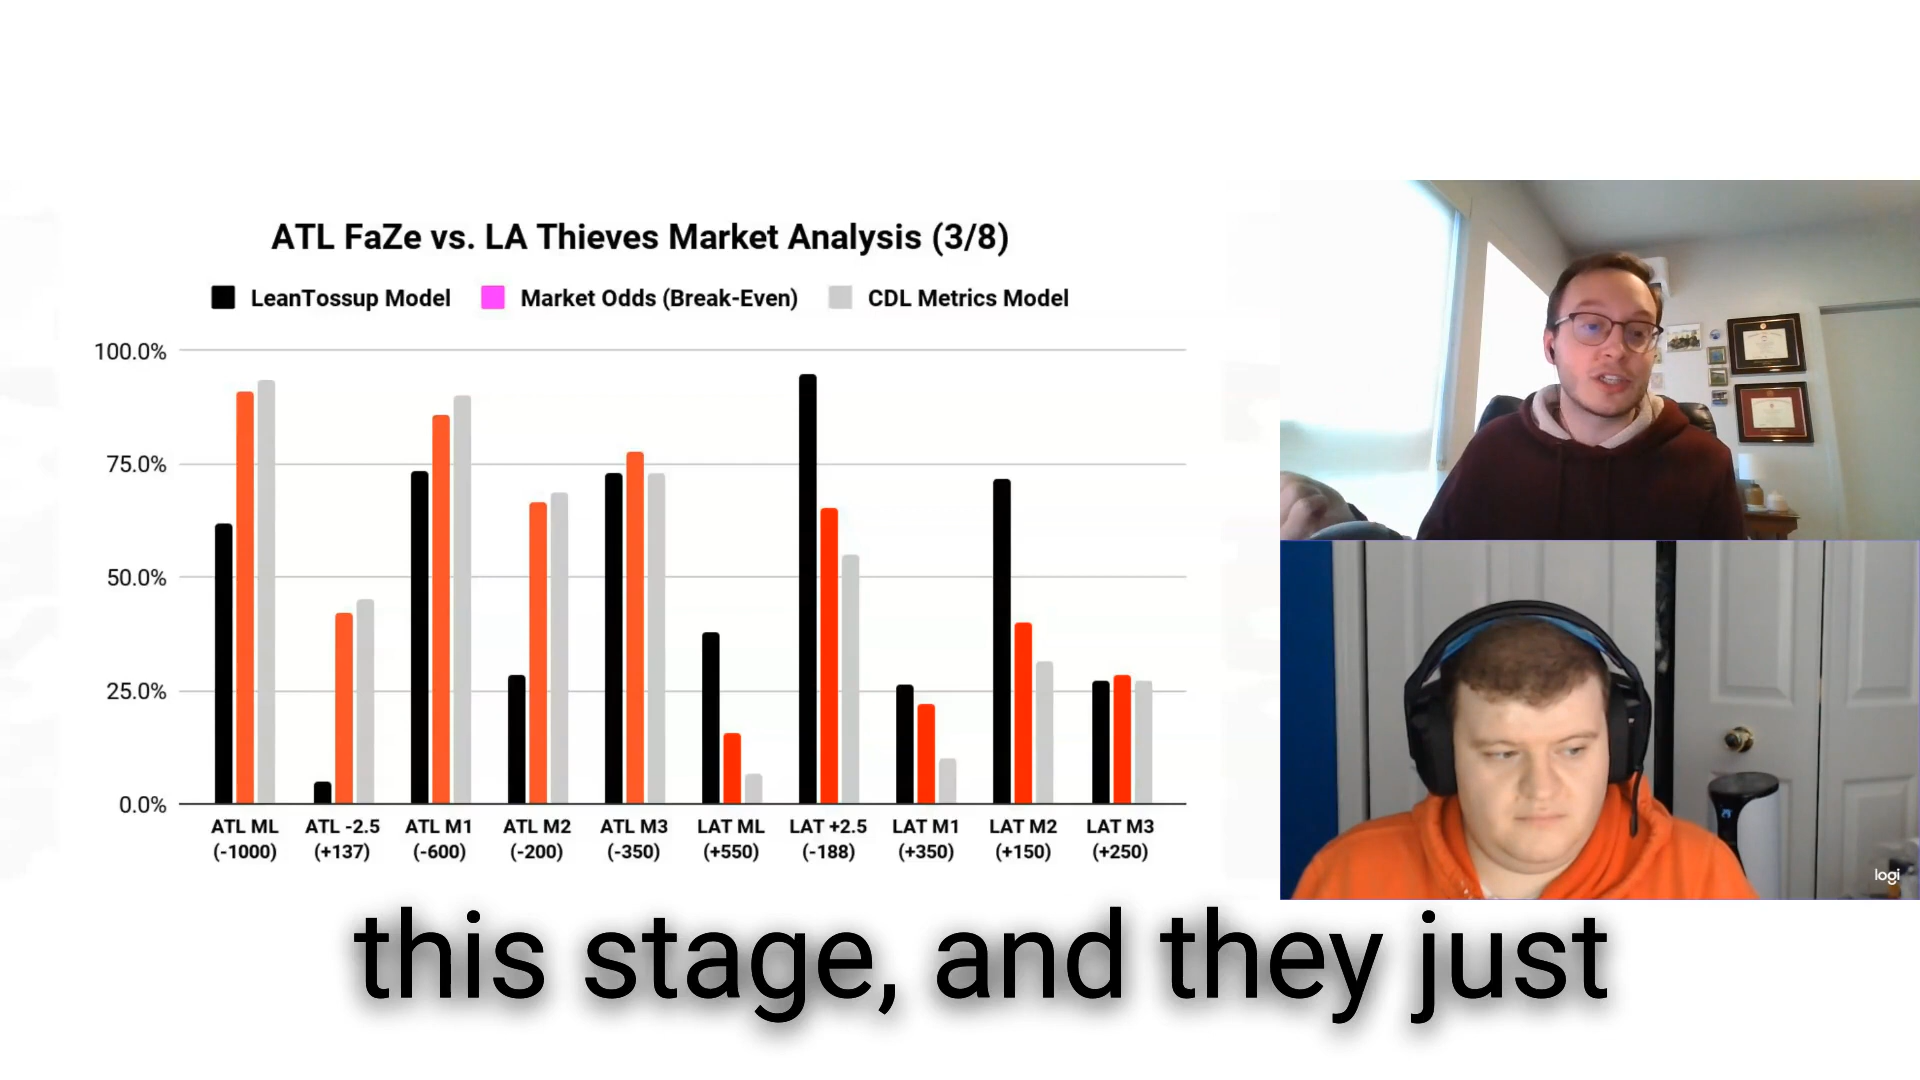 ATL FaZe vs. LA Thieves Market Analysis (3/8)
LeanTossup Model Market Odds (Break-Even) CDL Metrics Model
100.0%
75.0%
50.0%
25.0%
0.0%
ATL ML ATL -2.5 ATL M1 ATL M2 ATL M3 LAT ML LAT +2.5 LAT M1 LAT M2 LAT M3
(-1000) (+137) (-600) (-200) (-350) (+550) (-188) (+350) (+150) (+250)
logi
this stage, and they just